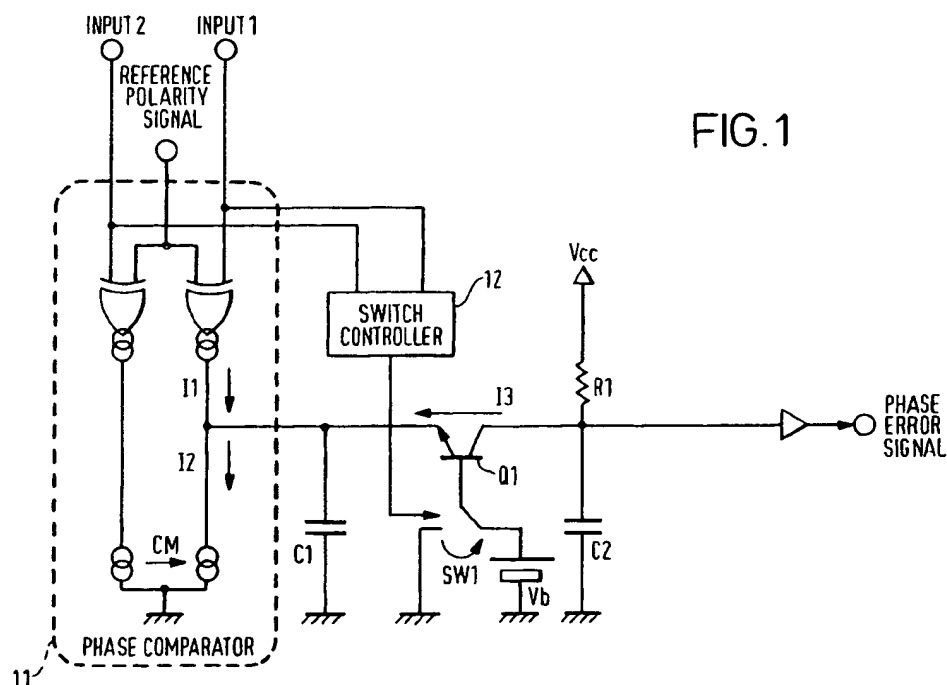 INPUT 2
INPUT 1
REFERENCE
POLARITY
SIGNAL
FIG.1
12
Vcc
SWITCH
CONTROLLER
R1
I1
I3
PHASE
ERROR
SIGNAL
I2
Q1
CM
C1
SW1
C2
Vb
PHASE COMPARATOR
11